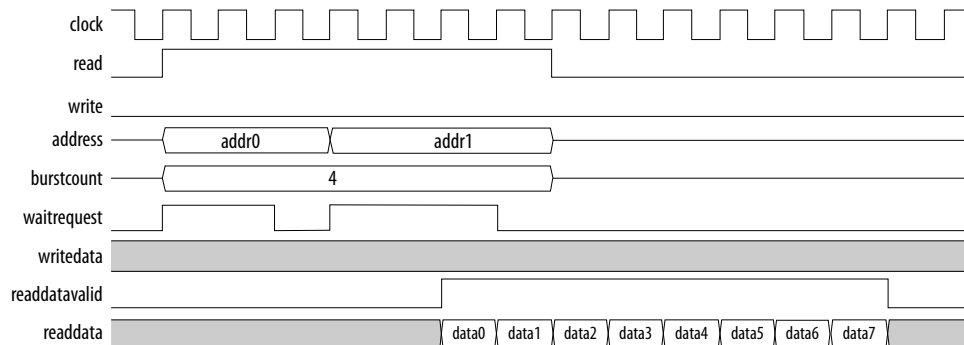 clock
read
write
address addr0 addr1
burstcount 4
waitrequest
writedata
readdatavalid
readdata data0 data1 data2 data3 data4 data5 data6 data7